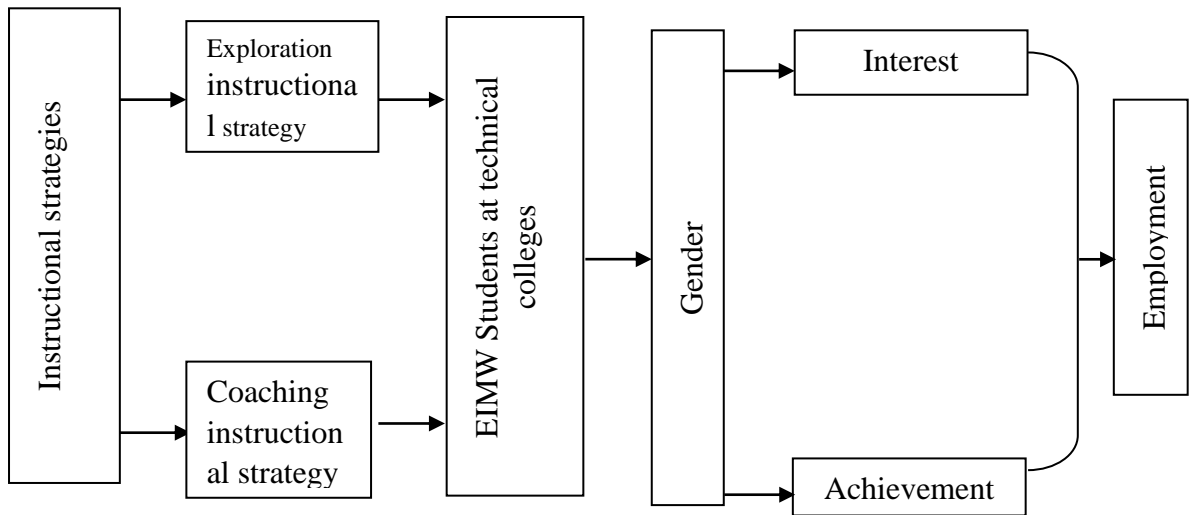 Instructional strategies
Exploration
instructiona
l strategy
Coaching
instruction
al strategy
EIMW Students at technical
colleges
Gender
Interest
Achievement
Employment